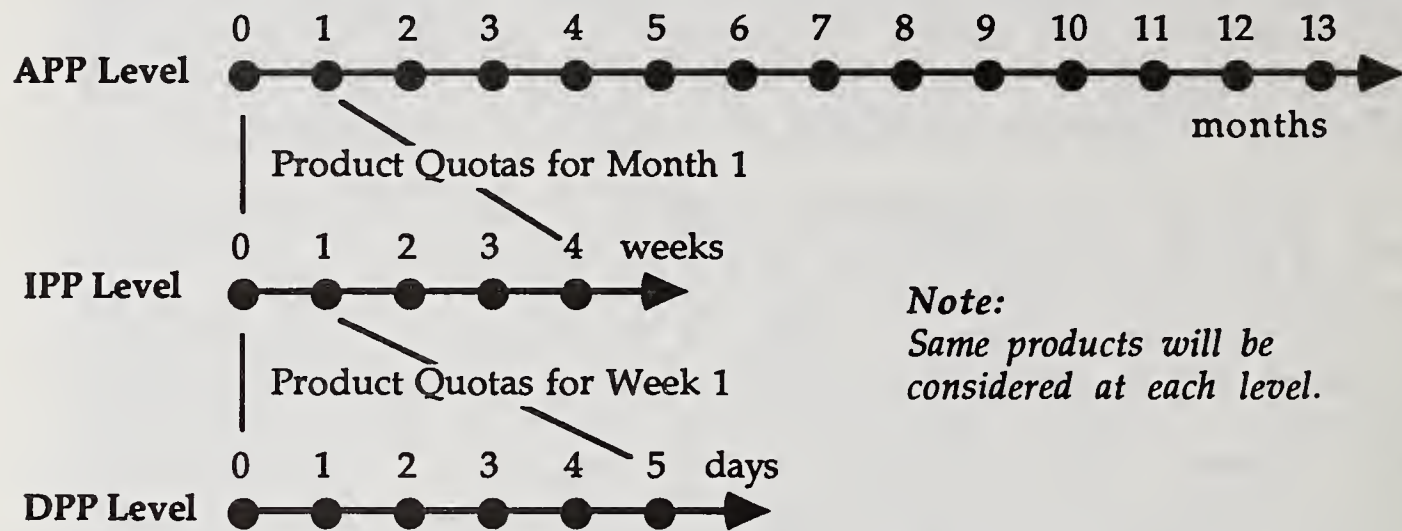 0 1 2 3 4 5 6 7 8 9 10 11 12 13
APP Level
months
Product Quotas for Month 1
0 1 2 3 4 weeks
IPP Level
Note:
Same products will be
considered at each level.
Product Quotas for Week 1
0 1 2 3 4 5 days
DPP Level